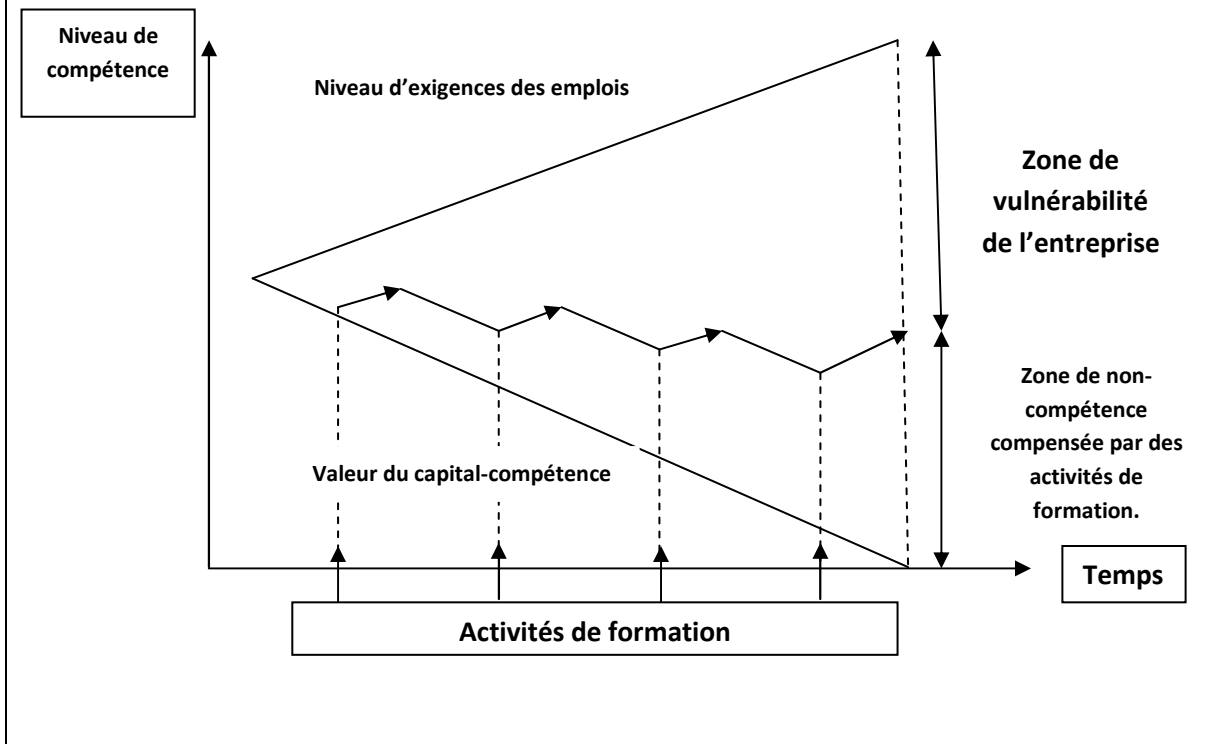 Niveau de
compétence
Niveau d’exigences des emplois
Zone de
vulnérabilité
de l’entreprise
Zone de non-
compétence
compensée par des
activités de
formation.
Valeur du capital-compétence
Temps
Activités de formation